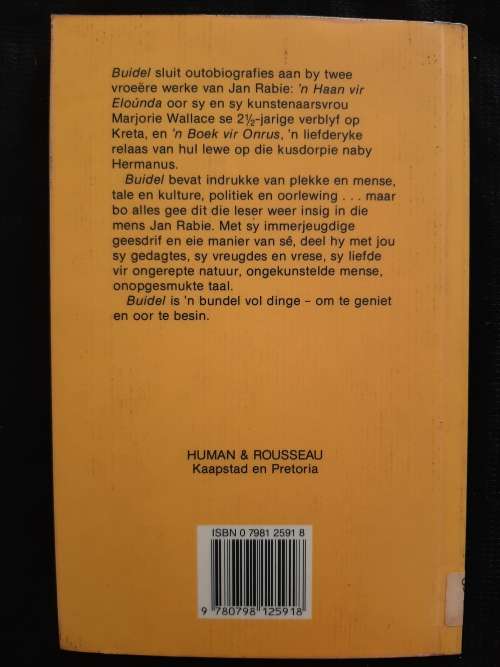 Buidel sluit outobiografies aan by twee
vroeëre werke van Jan Rabie: 'n Haan vir
Eloúnda oor sy en sy kunstenaarsvrou
Marjorie Wallace se 2½-jarige verblyf op
Kreta, en 'n Boek vir Onrus, 'n liefderyke
relaas van hul lewe op die kusdorpie naby
Hermanus.
Buidel bevat indrukke van plekke en mense,
tale en kulture, politiek en oorlewing . . . maar
bo alles gee dit die leser weer insig in die
mens Jan Rabie. Met sy immerjeugdige
geesdrif en eie manier van sê, deel hy met jou
sy gedagtes, sy vreugdes en vrese, sy liefde
vir ongerepte natuur, ongekunstelde mense,
onopgesmukte taal.
Buidel is 'n bundel vol dinge – om te geniet
en oor te besin.
HUMAN & ROUSSEAU
Kaapstad en Pretoria
ISBN 0 7981 2591 8
9 780798 125918